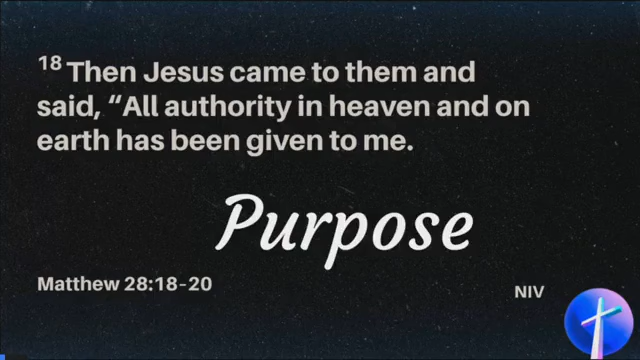 18 Then Jesus came to them and
said, “All authority in heaven and on
earth has been given to me.
Purpose
Matthew 28:18-20
NIV